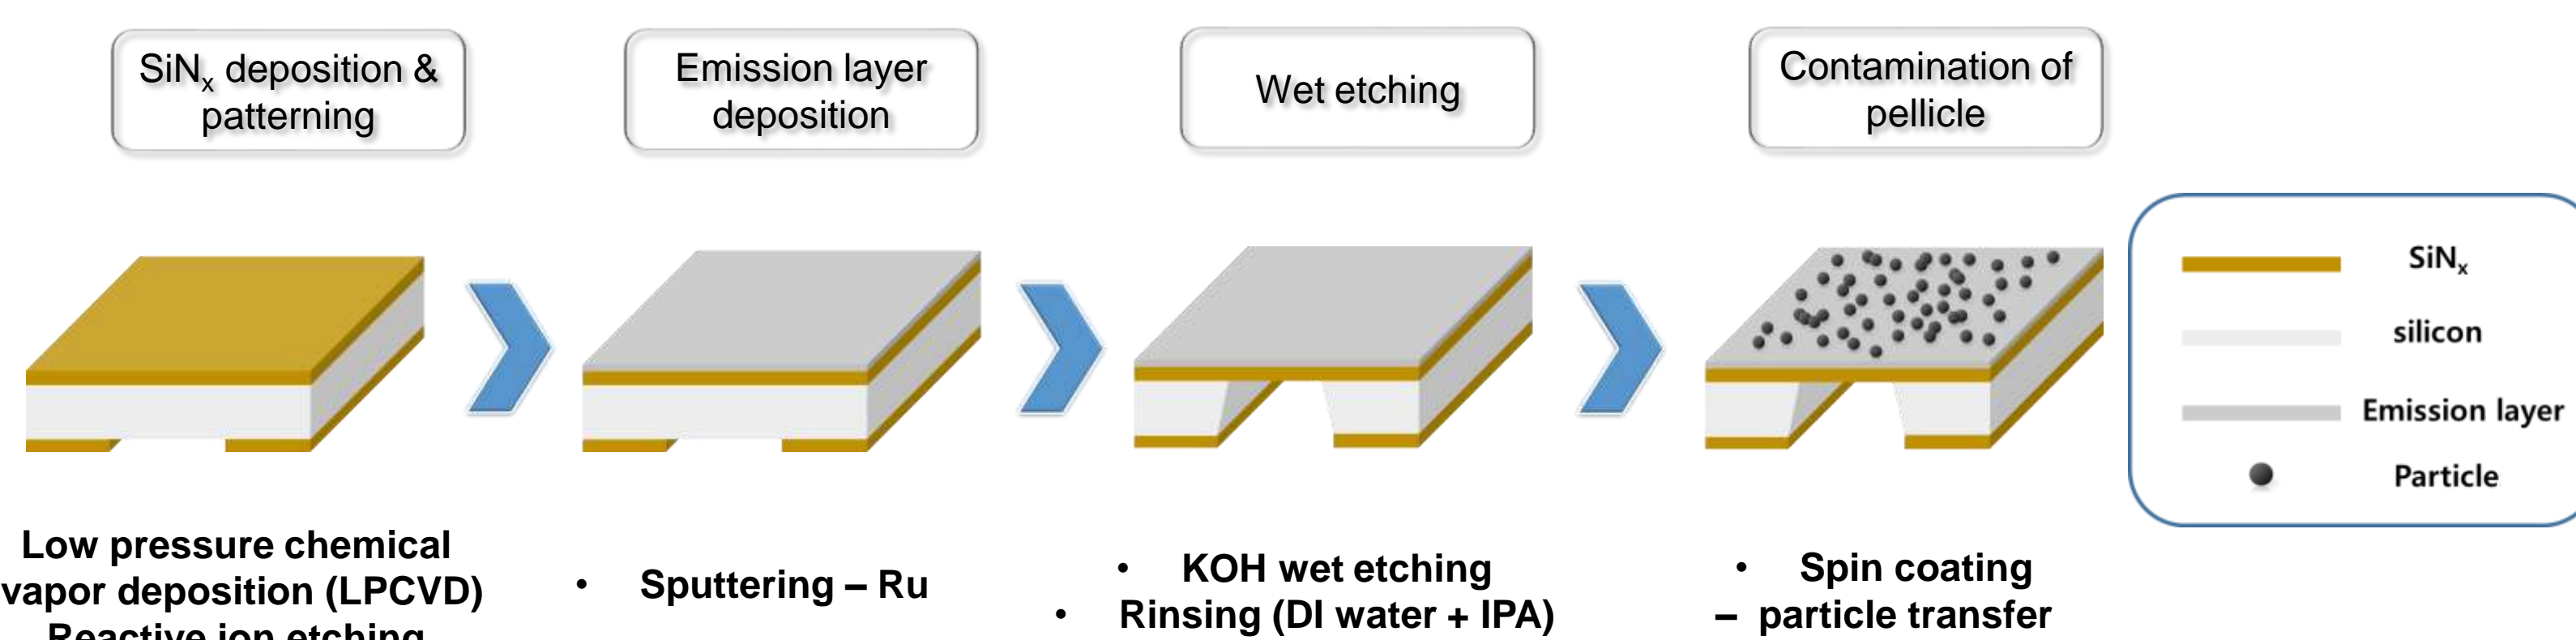 SiNx deposition &
patterning
Emission layer
deposition
Wet etching
Contamination of
pellicle
SiNx
silicon
Emission layer
Particle
Low pressure chemical
vapor deposition (LPCVD)
Reactive ion etching
• Sputtering – Ru
• KOH wet etching
• Rinsing (DI water + IPA)
• Spin coating
– particle transfer